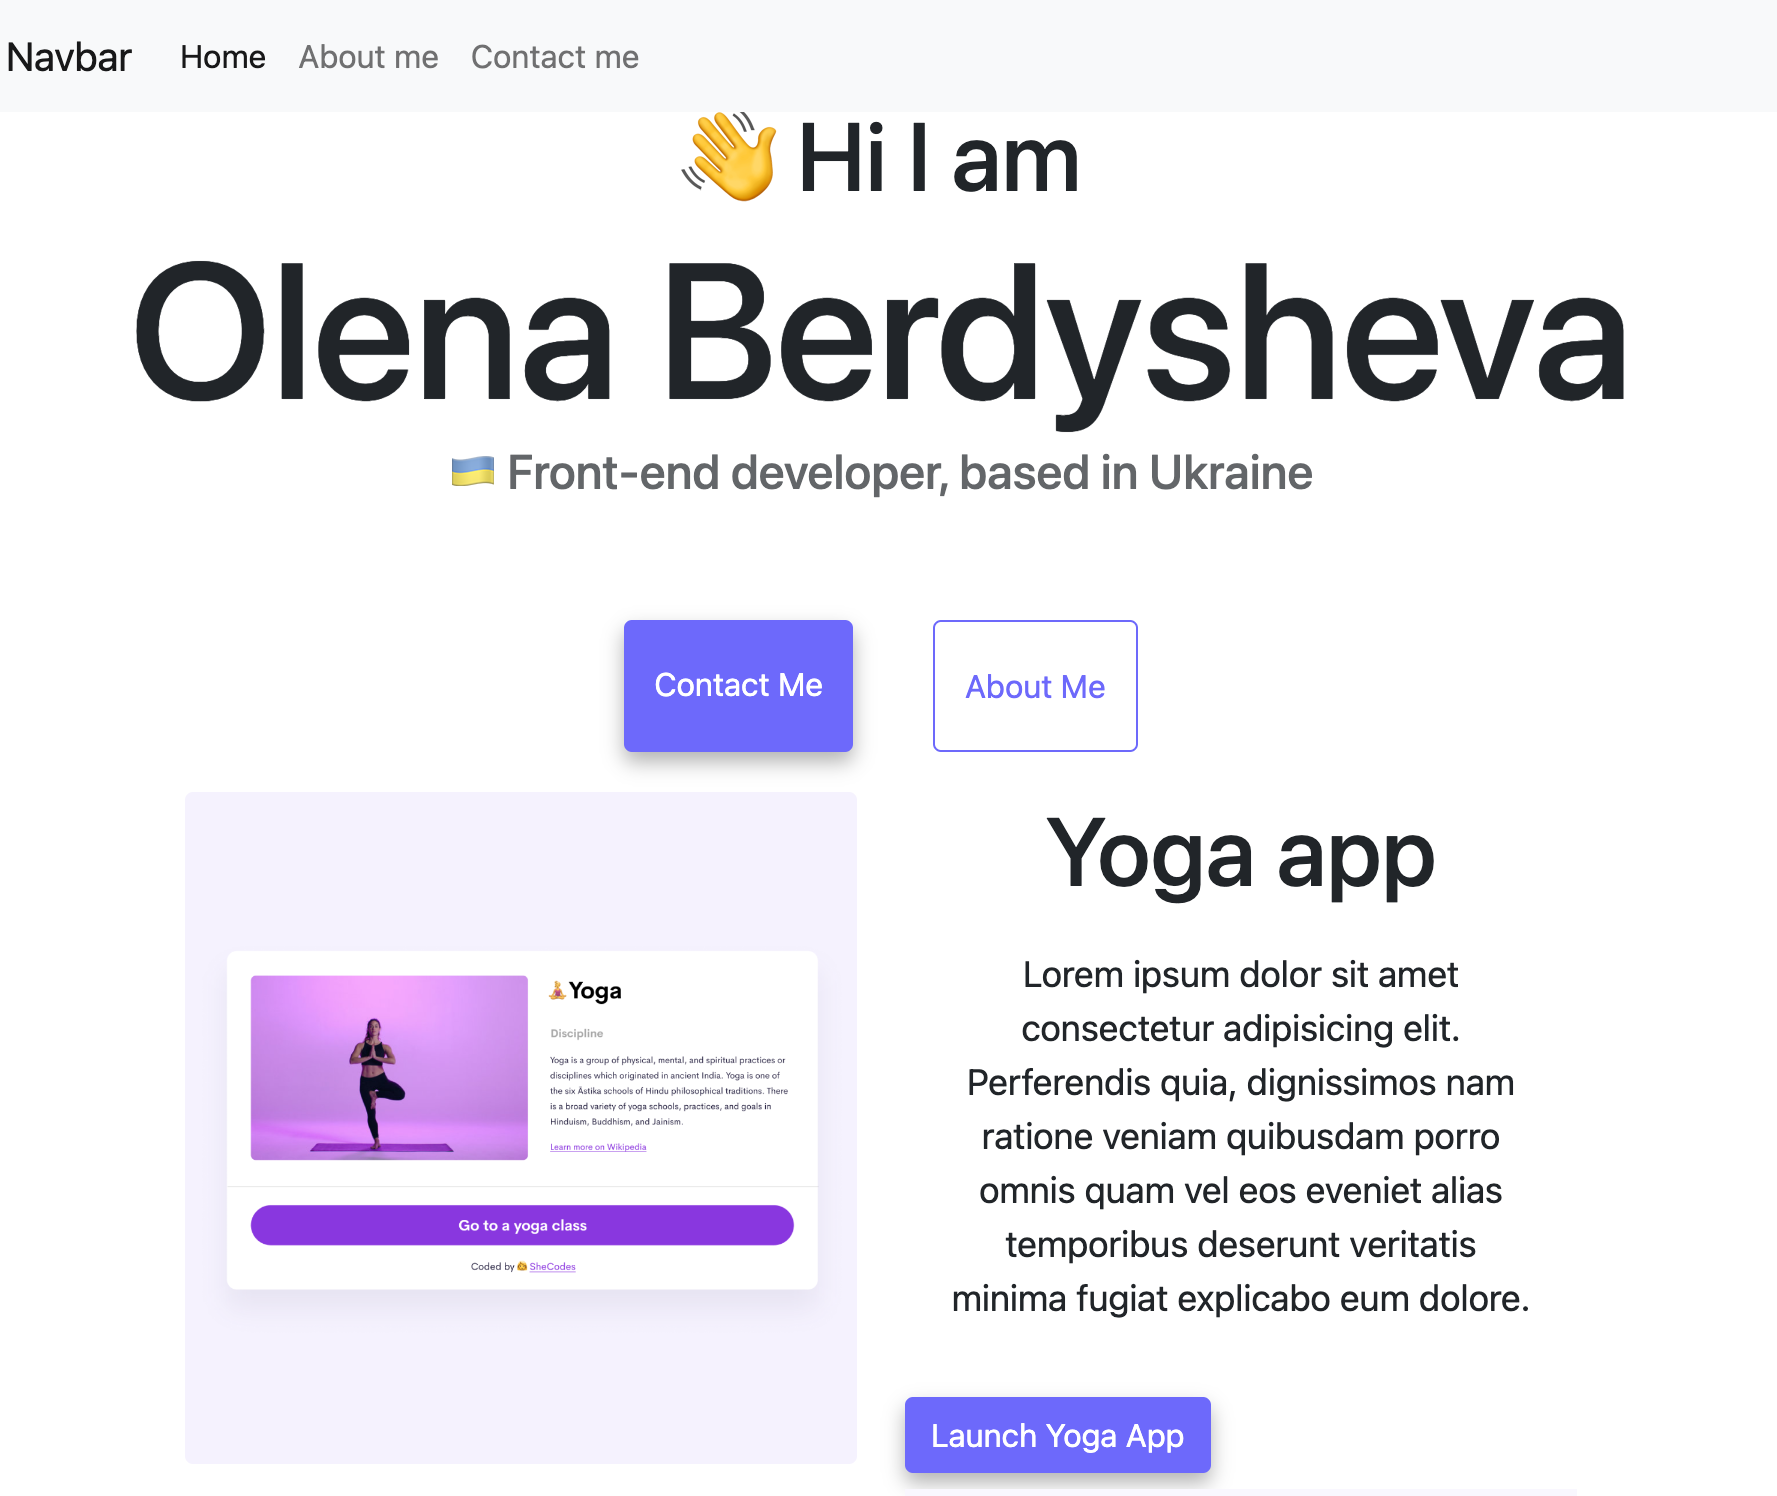 Navbar Home About me Contact me
👋 Hi I am
Olena Berdysheva
🇺🇦 Front-end developer, based in Ukraine
Contact Me
About Me
🧘Yoga
Discipline
Yoga is a group of physical, mental, and spiritual practices or
disciplines which originated in ancient India. Yoga is one of
the six Āstika schools of Hindu philosophical traditions. There
is a broad variety of yoga schools, practices, and goals in
Hinduism, Buddhism, and Jainism.
Learn more on Wikipedia
Go to a yoga class
Coded by SheCodes
Yoga app
Lorem ipsum dolor sit amet
consectetur adipisicing elit.
Perferendis quia, dignissimos nam
ratione veniam quibusdam porro
omnis quam vel eos eveniet alias
temporibus deserunt veritatis
minima fugiat explicabo eum dolore.
Launch Yoga App